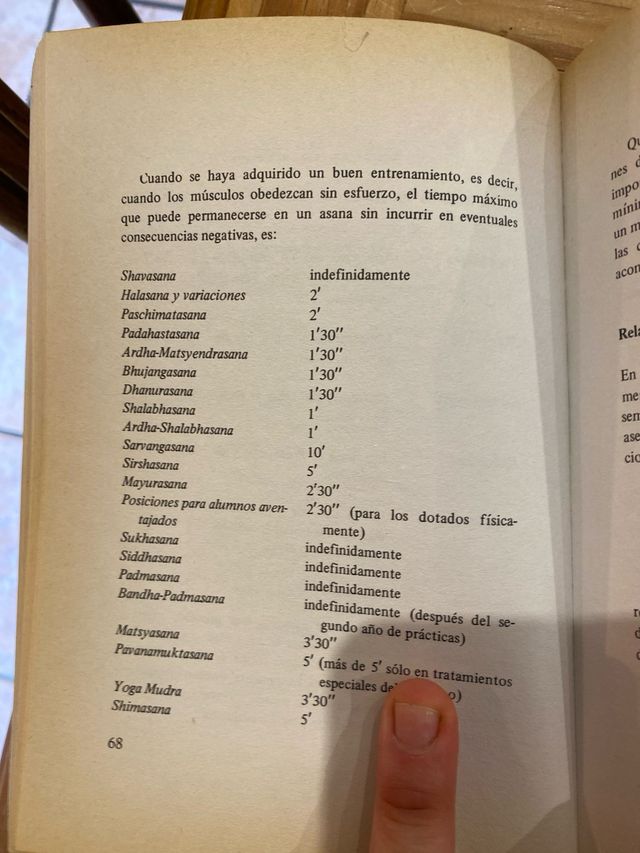 Cuando se haya adquirido un buen entrenamiento, es decir,
cuando los músculos obedezcan sin esfuerzo, el tiempo máximo
que puede permanecerse en un asana sin incurrir en eventuales
consecuencias negativas, es:
Shavasana indefinidamente
Halasana y variaciones 2'
Paschimatasana 2'
Padahastasana 1'30"
Ardha-Matsyendrasana 1'30"
Bhujangasana 1'30"
Dhanurasana 1'30"
Shalabhasana 1'
Ardha-Shalabhasana 1'
Sarvangasana 10'
Sirshasana 5'
Mayurasana 2'30"
Posiciones para alumnos aven- 2'30" (para los dotados física-
tajados mente)
Sukhasana indefinidamente
Siddhasana indefinidamente
Padmasana indefinidamente
Bandha-Padmasana indefinidamente (después del se-
gundo año de prácticas)
Matsyasana 3'30"
Pavanamuktasana 5' (más de 5' sólo en tratamientos
especiales
Yoga Mudra 3'30"
Shimasana 5'
68